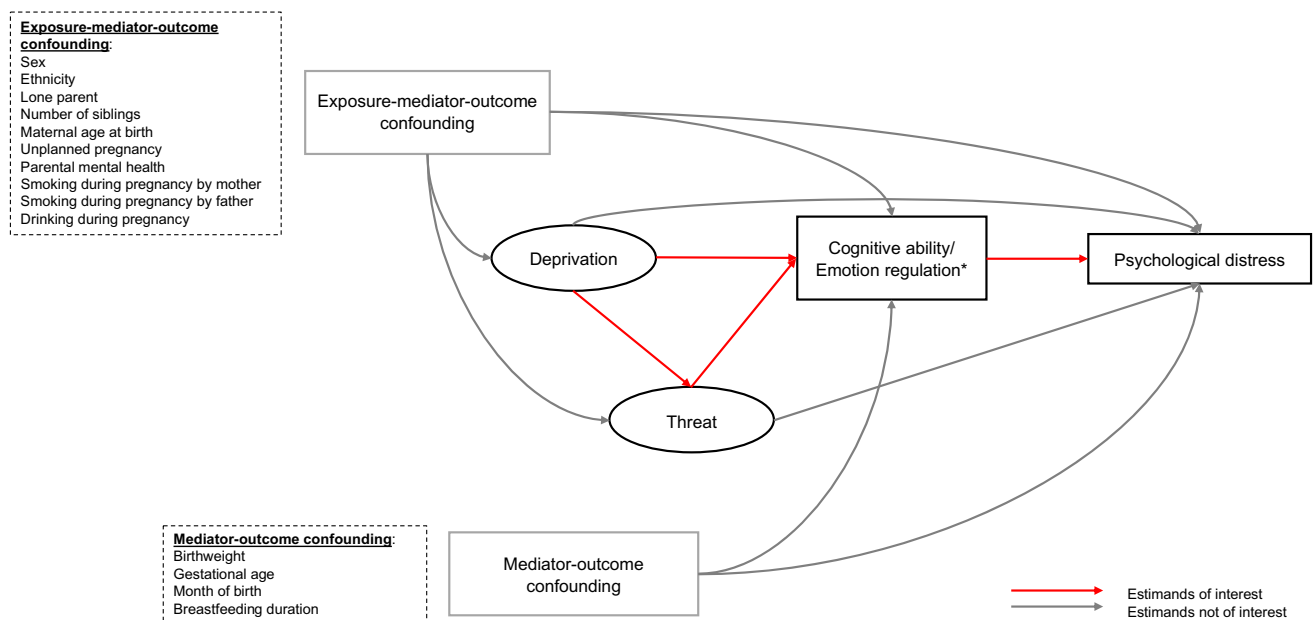 Exposure-mediator-outcome
confounding:
Sex
Ethnicity
Lone parent
Number of siblings
Maternal age at birth
Unplanned pregnancy
Parental mental health
Smoking during pregnancy by mother
Smoking during pregnancy by father
Drinking during pregnancy
Exposure-mediator-outcome
confounding
Deprivation
Cognitive ability/
Emotion regulation*
Psychological distress
Threat
Mediator-outcome confounding:
Birthweight
Gestational age
Month of birth
Breastfeeding duration
Mediator-outcome
confounding
Estimands of interest
Estimands not of interest